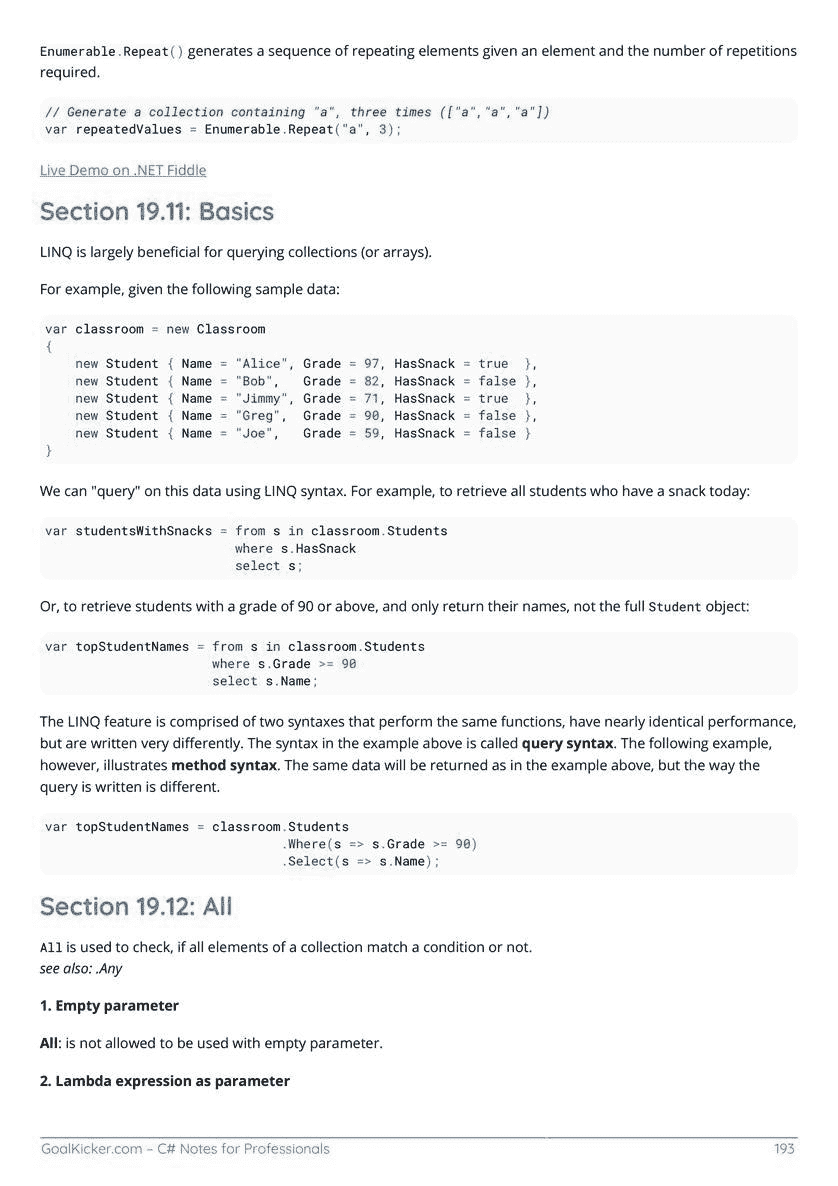 Enumerable.Repeat() generates a sequence of repeating elements given an element and the number of repetitions
required.
// Generate a collection containing "a", three times (["a","a","a"])
var repeatedValues = Enumerable.Repeat("a", 3);
Live Demo on .NET Fiddle
Section 19.11: Basics
LINQ is largely beneficial for querying collections (or arrays).
For example, given the following sample data:
var classroom = new Classroom
{
    new Student { Name = "Alice", Grade = 97, HasSnack = true  },
    new Student { Name = "Bob",   Grade = 82, HasSnack = false },
    new Student { Name = "Jimmy", Grade = 71, HasSnack = true  },
    new Student { Name = "Greg",  Grade = 90, HasSnack = false },
    new Student { Name = "Joe",   Grade = 59, HasSnack = false }
}
We can "query" on this data using LINQ syntax. For example, to retrieve all students who have a snack today:
var studentsWithSnacks = from s in classroom.Students
                         where s.HasSnack
                         select s;
Or, to retrieve students with a grade of 90 or above, and only return their names, not the full Student object:
var topStudentNames = from s in classroom.Students
                      where s.Grade >= 90
                      select s.Name;
The LINQ feature is comprised of two syntaxes that perform the same functions, have nearly identical performance,
but are written very differently. The syntax in the example above is called query syntax. The following example,
however, illustrates method syntax. The same data will be returned as in the example above, but the way the
query is written is different.
var topStudentNames = classroom.Students
                               .Where(s => s.Grade >= 90)
                               .Select(s => s.Name);
Section 19.12: All
All is used to check, if all elements of a collection match a condition or not.
see also: .Any
1. Empty parameter
All: is not allowed to be used with empty parameter.
2. Lambda expression as parameter
GoalKicker.com – C# Notes for Professionals
193